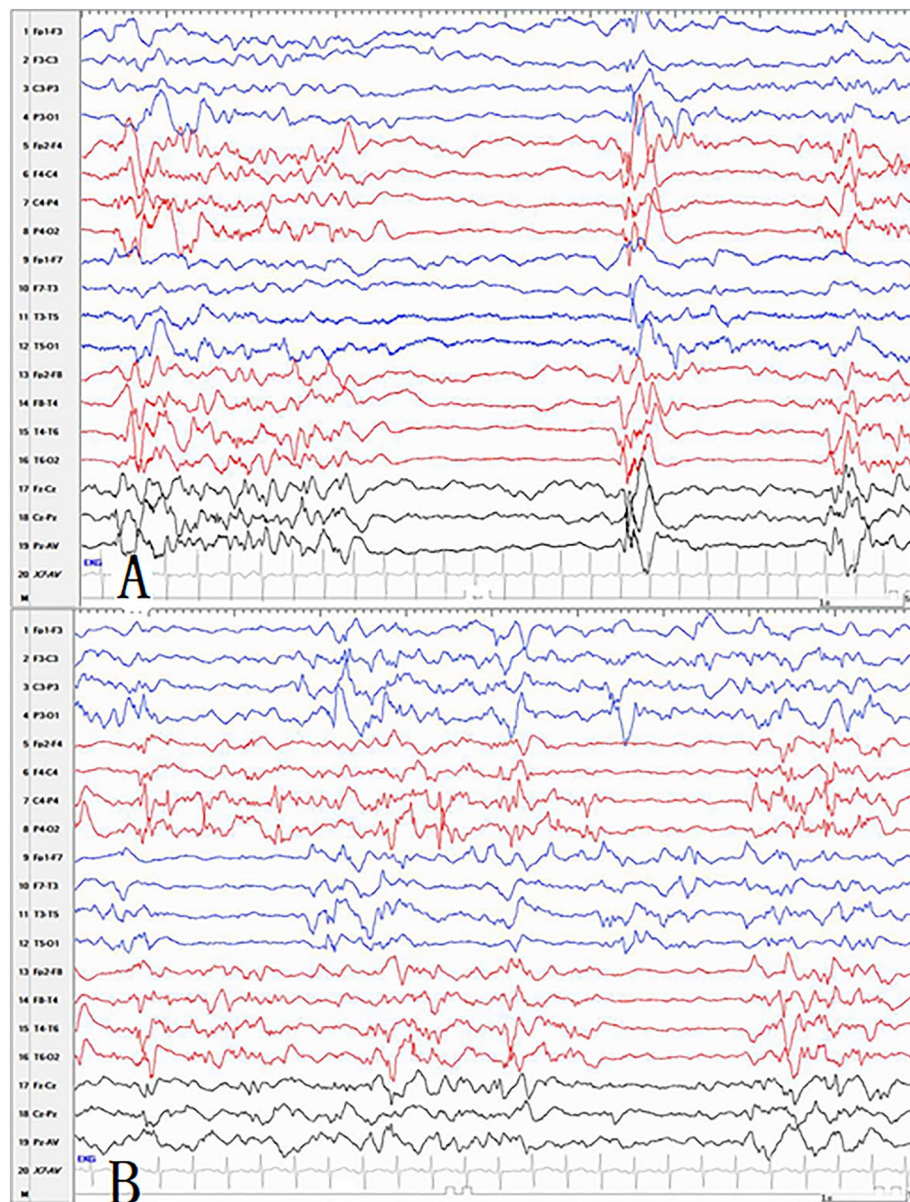 1 Fp1-F3
2 F3-C3
3 C3-P3
4 P3-O1
5 Fp2-F4
6 F4-C4
7 C4-P4
8 P4-O2
9 Fp1-F7
10 F7-T3
11 T3-T5
12 T5-O1
13 Fp2-F8
14 F8-T4
15 T4-T6
16 T6-O2
17 Fz-Cz
18 Cz-Pz
19 Pz-AV
EKG
20 X7-AV
M
1s
A
1 Fp1-F3
2 F3-C3
3 C3-P3
4 P3-O1
5 Fp2-F4
6 F4-C4
7 C4-P4
8 P4-O2
9 Fp1-F7
10 F7-T3
11 T3-T5
12 T5-O1
13 Fp2-F8
14 F8-T4
15 T4-T6
16 T6-O2
17 Fz-Cz
18 Cz-Pz
19 Pz-AV
EKG
20 X7-AV
M
1s
B